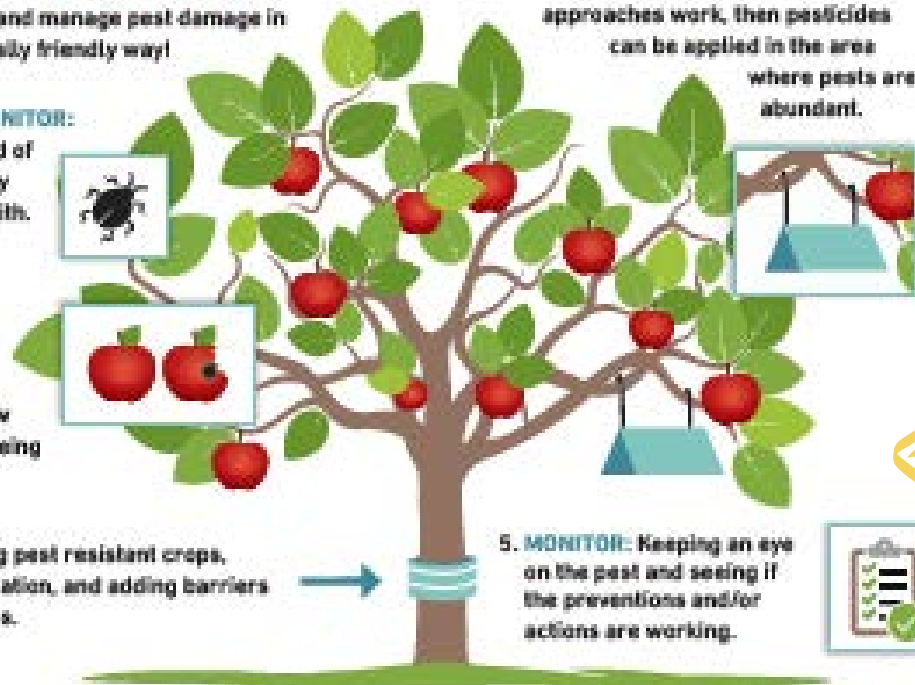 and manage pest damage in
ally friendly way!
NITOR:
d of
y
ith.
w
eing
g pest resistant crops,
ation, and adding barriers
s.
approaches work, then pesticides
can be applied in the area
where pests are
abundant.
5. MONITOR: Keeping an eye
on the pest and seeing if
the preventions and/or
actions are working.